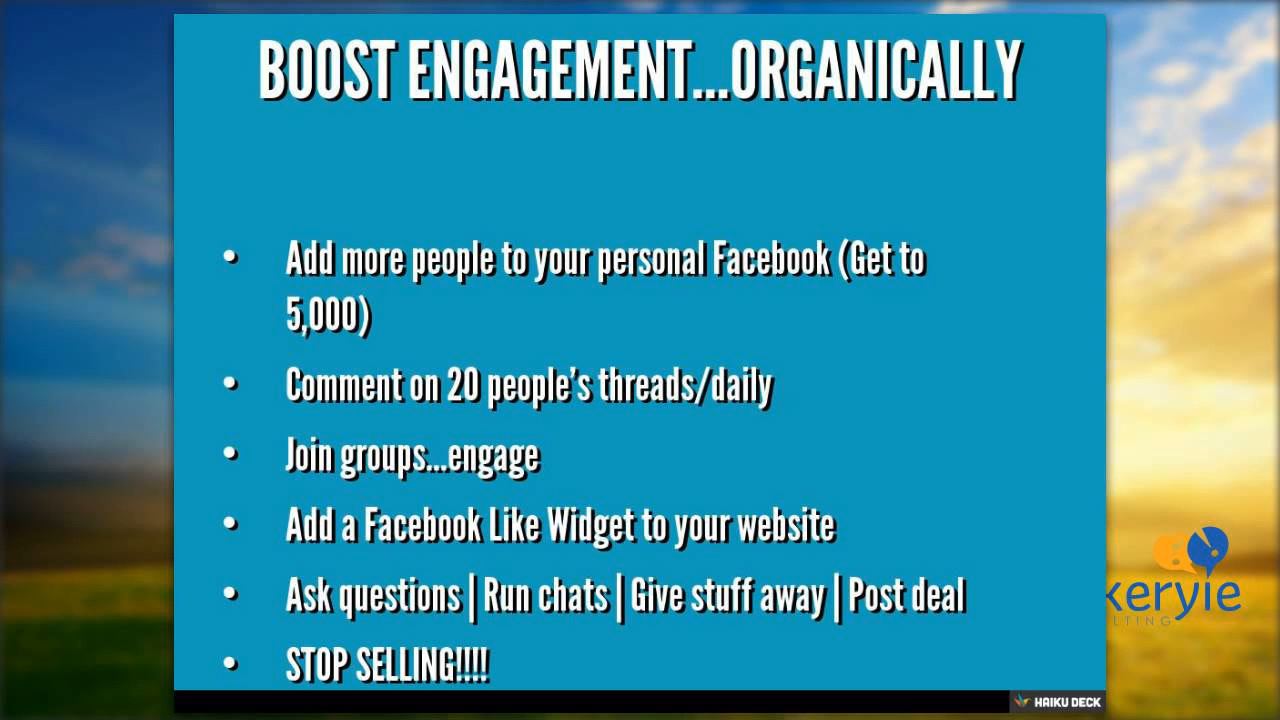 BOOST ENGAGEMENT...ORGANICALLY
• Add more people to your personal Facebook (Get to
5,000)
• Comment on 20 people's threads/daily
• Join groups...engage
• Add a Facebook Like Widget to your website
• Ask questions | Run chats | Give stuff away | Post deal
• STOP SELLING!!!!
keryie
LTING
HAIKU DECK